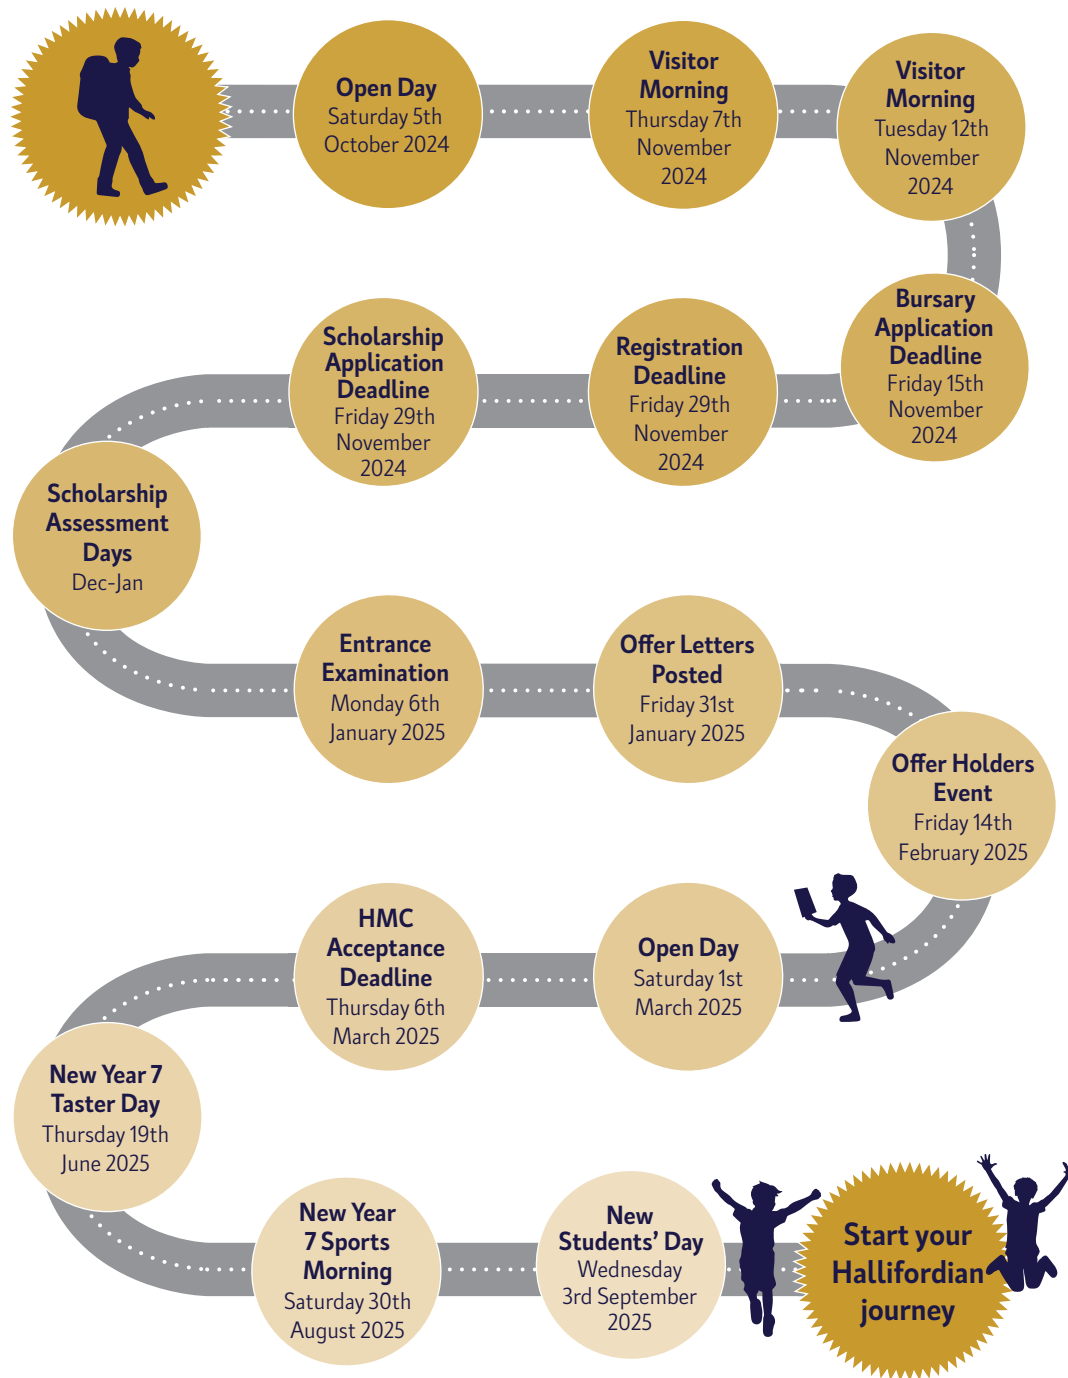 Open Day
Saturday 5th
October 2024
Visitor
Morning
Thursday 7th
November
2024
Visitor
Morning
Tuesday 12th
November
2024
Bursary
Application
Deadline
Friday 15th
November
2024
Registration
Deadline
Friday 29th
November
2024
Scholarship
Application
Deadline
Friday 29th
November
2024
Scholarship
Assessment
Days
Dec-Jan
Entrance
Examination
Monday 6th
January 2025
Offer Letters
Posted
Friday 31st
January 2025
Offer Holders
Event
Friday 14th
February 2025
Open Day
Saturday 1st
March 2025
HMC
Acceptance
Deadline
Thursday 6th
March 2025
New Year 7
Taster Day
Thursday 19th
June 2025
New Year
7 Sports
Morning
Saturday 30th
August 2025
New
Students’ Day
Wednesday
3rd September
2025
Start your
Hallifordian
journey